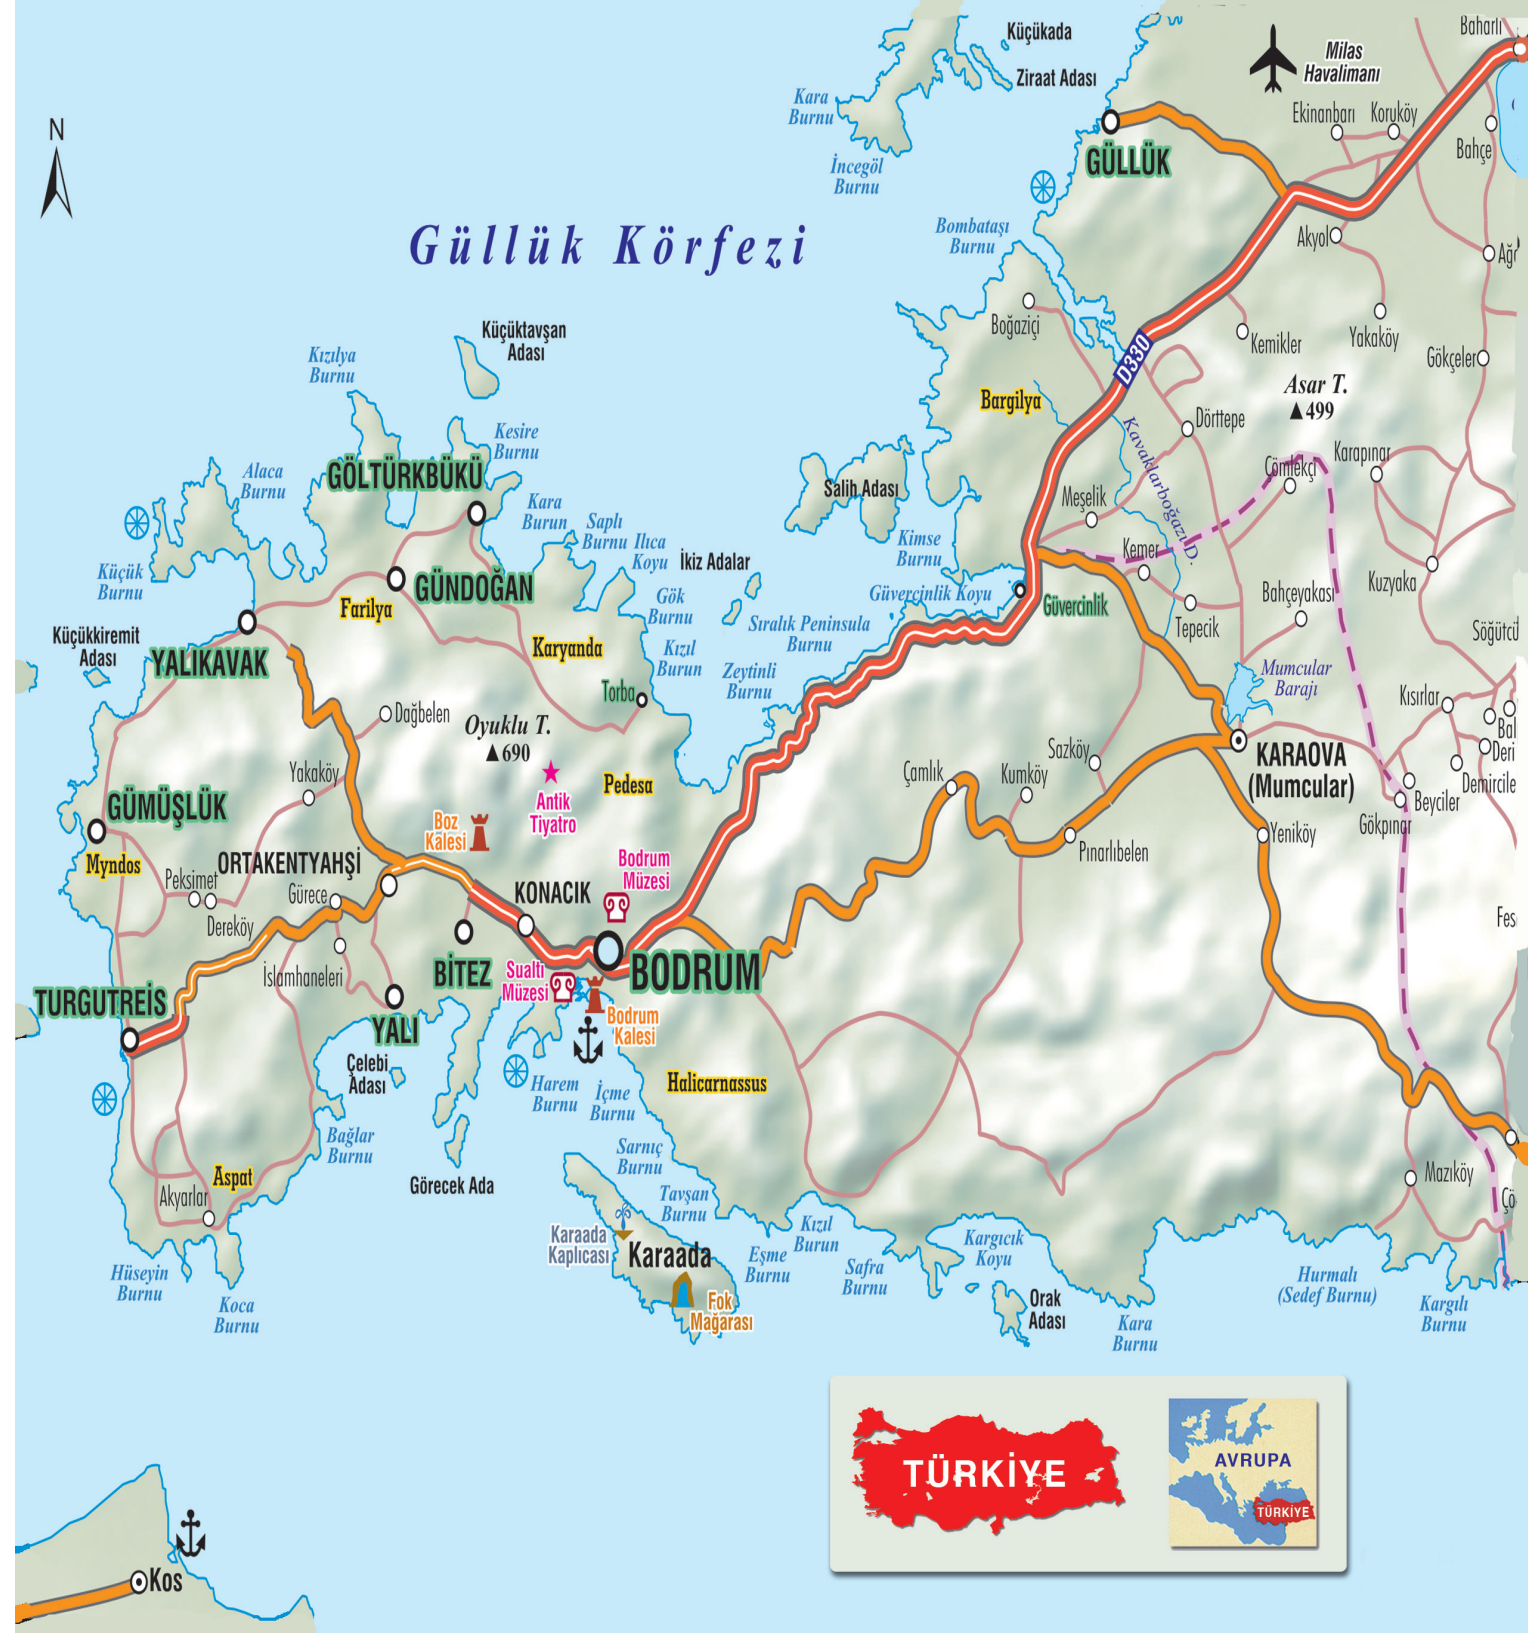 N
Küçükada
Ziraat Adası
Kara
Burnu
İncegöl
Burnu
GÜLLÜK
Milas
Havalimanı
Baharlı
Ekinanbarı
Koruköy
Bahçe
Akyol
Yakaköy
Kemikler
Gökçeler
Asar T.
499
Güllük Körfezi
Bombataşı
Burnu
Boğaziçi
D330
Bargilya
Dörttepe
Kavaklarboğazı D.
Çömlekçi
Karapınar
Meşelik
Kemer
Kuzyaka
Bahçeyakası
Tepecik
Küçüktavşan
Adası
Kızılya
Burnu
Kesire
Burnu
Alaca
Burnu
GÖLTÜRKBÜKÜ
Kara
Burun
Saplı
Burnu
Ilıca
Koyu
İkiz Adalar
Salih Adası
Kimse
Burnu
Güvercinlik Koyu
Güvercinlik
Küçük
Burnu
GÜNDOĞAN
Farilya
Gök
Burnu
Sıralık Peninsula
Burnu
Karyanda
Kızıl
Burun
Zeytinli
Burnu
Torba
Küçükkiremit
Adası
YALIKAVAK
Dağbelen
Oyuklu T.
690
Mumcular
Barajı
Kısırlar
Deri
KARAOVA
(Mumcular)
Demircile
Beyciler
Gökpınar
Yeniköy
Sazköy
Kumköy
Çamlık
Pınarlıbelen
Yakaköy
GÜMÜŞLÜK
Myndos
Boz
Kalesi
Antik
Tiyatro
Pedesa
Bodrum
Müzesi
ORTAKENTYAHŞİ
Peksimet
Gürece
Dereköy
KONACIK
BODRUM
BİTEZ
Sualtı
Müzesi
Bodrum
Kalesi
İslamhaneleri
TURGUTREİS
YALI
Çelebi
Adası
Harem
Burnu
İçme
Burnu
Halicarnassus
Bağlar
Burnu
Görecek Ada
Aspat
Akyarlar
Sarnıç
Burnu
Tavşan
Burnu
Karaada
Kaplıcası
Karaada
Fok
Mağarası
Eşme
Burnu
Kızıl
Burun
Safra
Burnu
Kargıcık
Koyu
Orak
Adası
Kara
Burnu
Hurmalı
(Sedef Burnu)
Kargılı
Burnu
Mazıköy
Hüseyin
Burnu
Koca
Burnu
TÜRKİYE
AVRUPA
TÜRKİYE
Kos